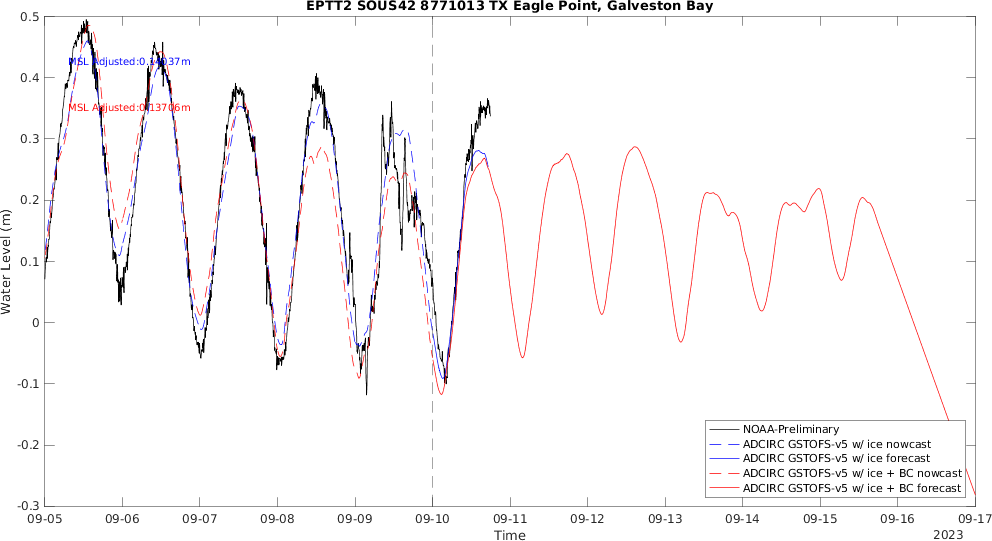 EPTT2 SOUS42 8771013 TX Eagle Point, Galveston Bay
0.5
0.4
0.3
0.2
0.1
0
-0.1
-0.2
-0.3
Water Level (m)
MSL Adjusted:0.14037m
MSL Adjusted:0.13706m
NOAA-Preliminary
ADCIRC GSTOFS-v5 w/ ice nowcast
ADCIRC GSTOFS-v5 w/ ice forecast
ADCIRC GSTOFS-v5 w/ ice + BC nowcast
ADCIRC GSTOFS-v5 w/ ice + BC forecast
09-05 09-06 09-07 09-08 09-09 09-10 09-11 09-12 09-13 09-14 09-15 09-16 09-17
Time
2023